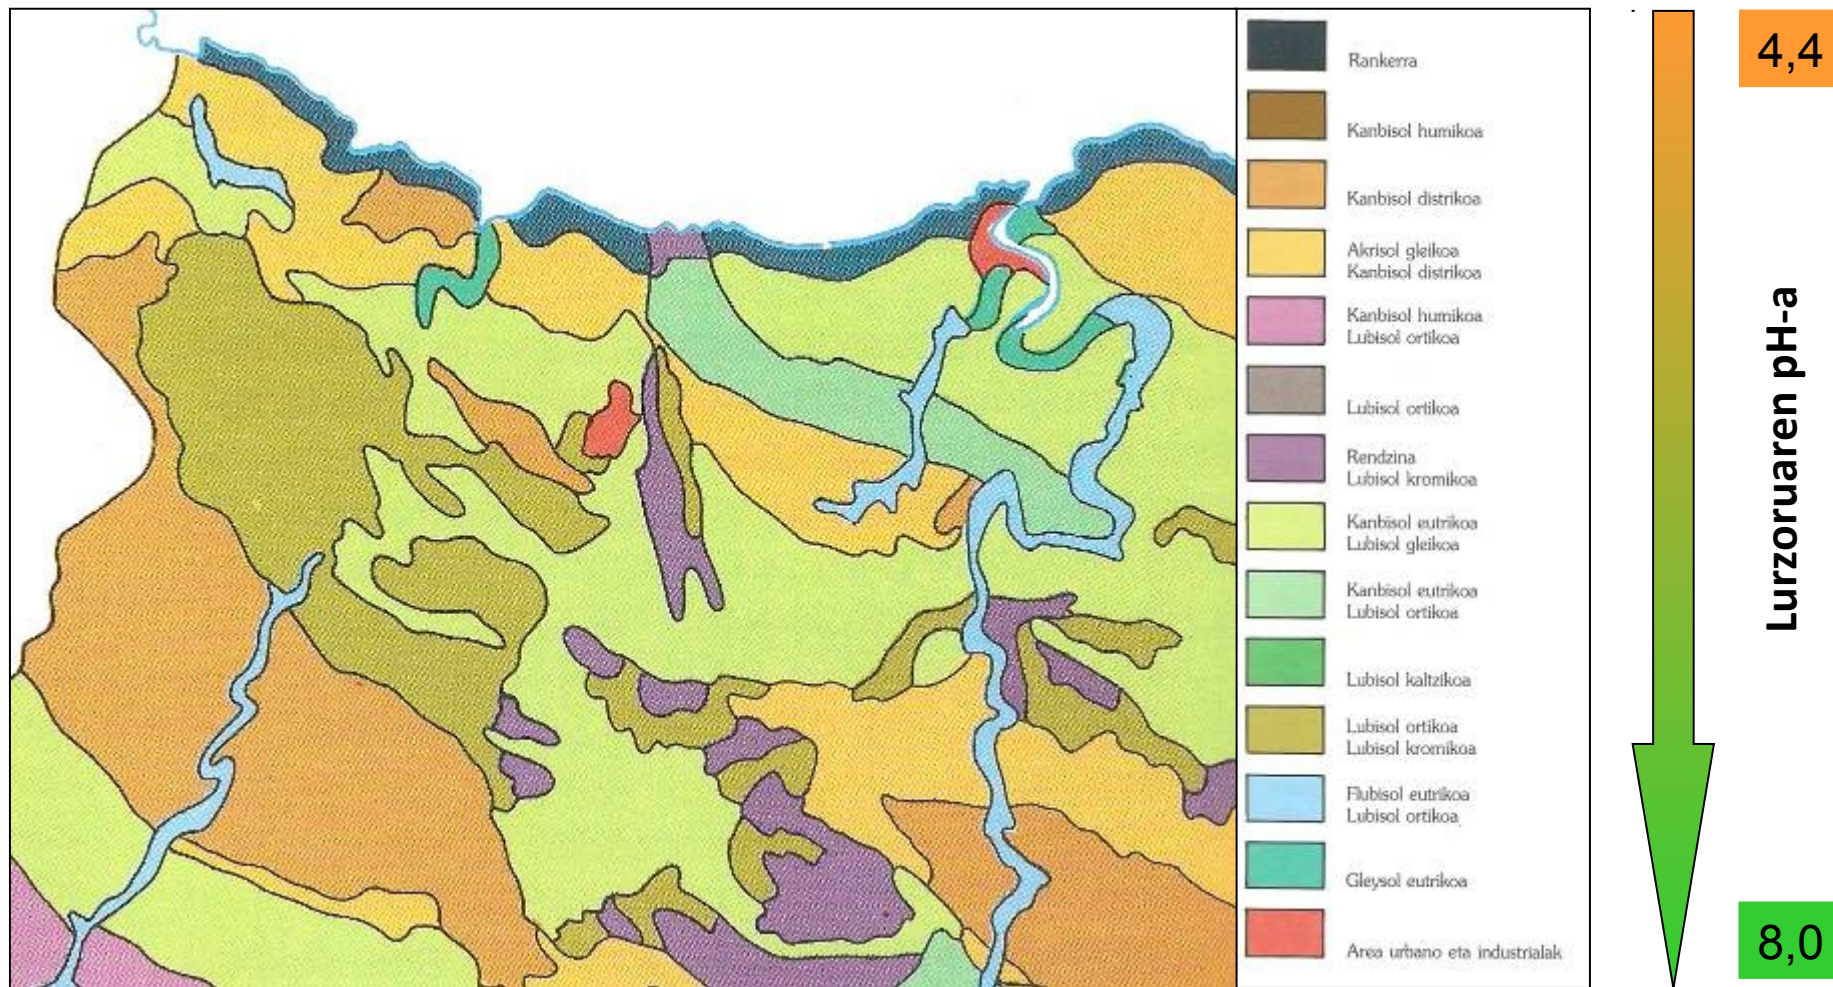 Rankerra
Kanbisol humikoa
Kanbisol distrikoa
Akrisol gleikoa
Kanbisol distrikoa
Kanbisol humikoa
Lubisol ortikoa
Lubisol ortikoa
Rendzina
Lubisol kromikoa
Kanbisol eutrikoa
Lubisol gleikoa
Kanbisol eutrikoa
Lubisol ortikoa
Lubisol kaltzikoa
Lubisol ortikoa
Lubisol kromikoa
Flubisol eutrikoa
Lubisol ortikoa
Gleysol eutrikoa
Area urbano eta industrialak
4,4
Lurzoruaren pH-a
8,0